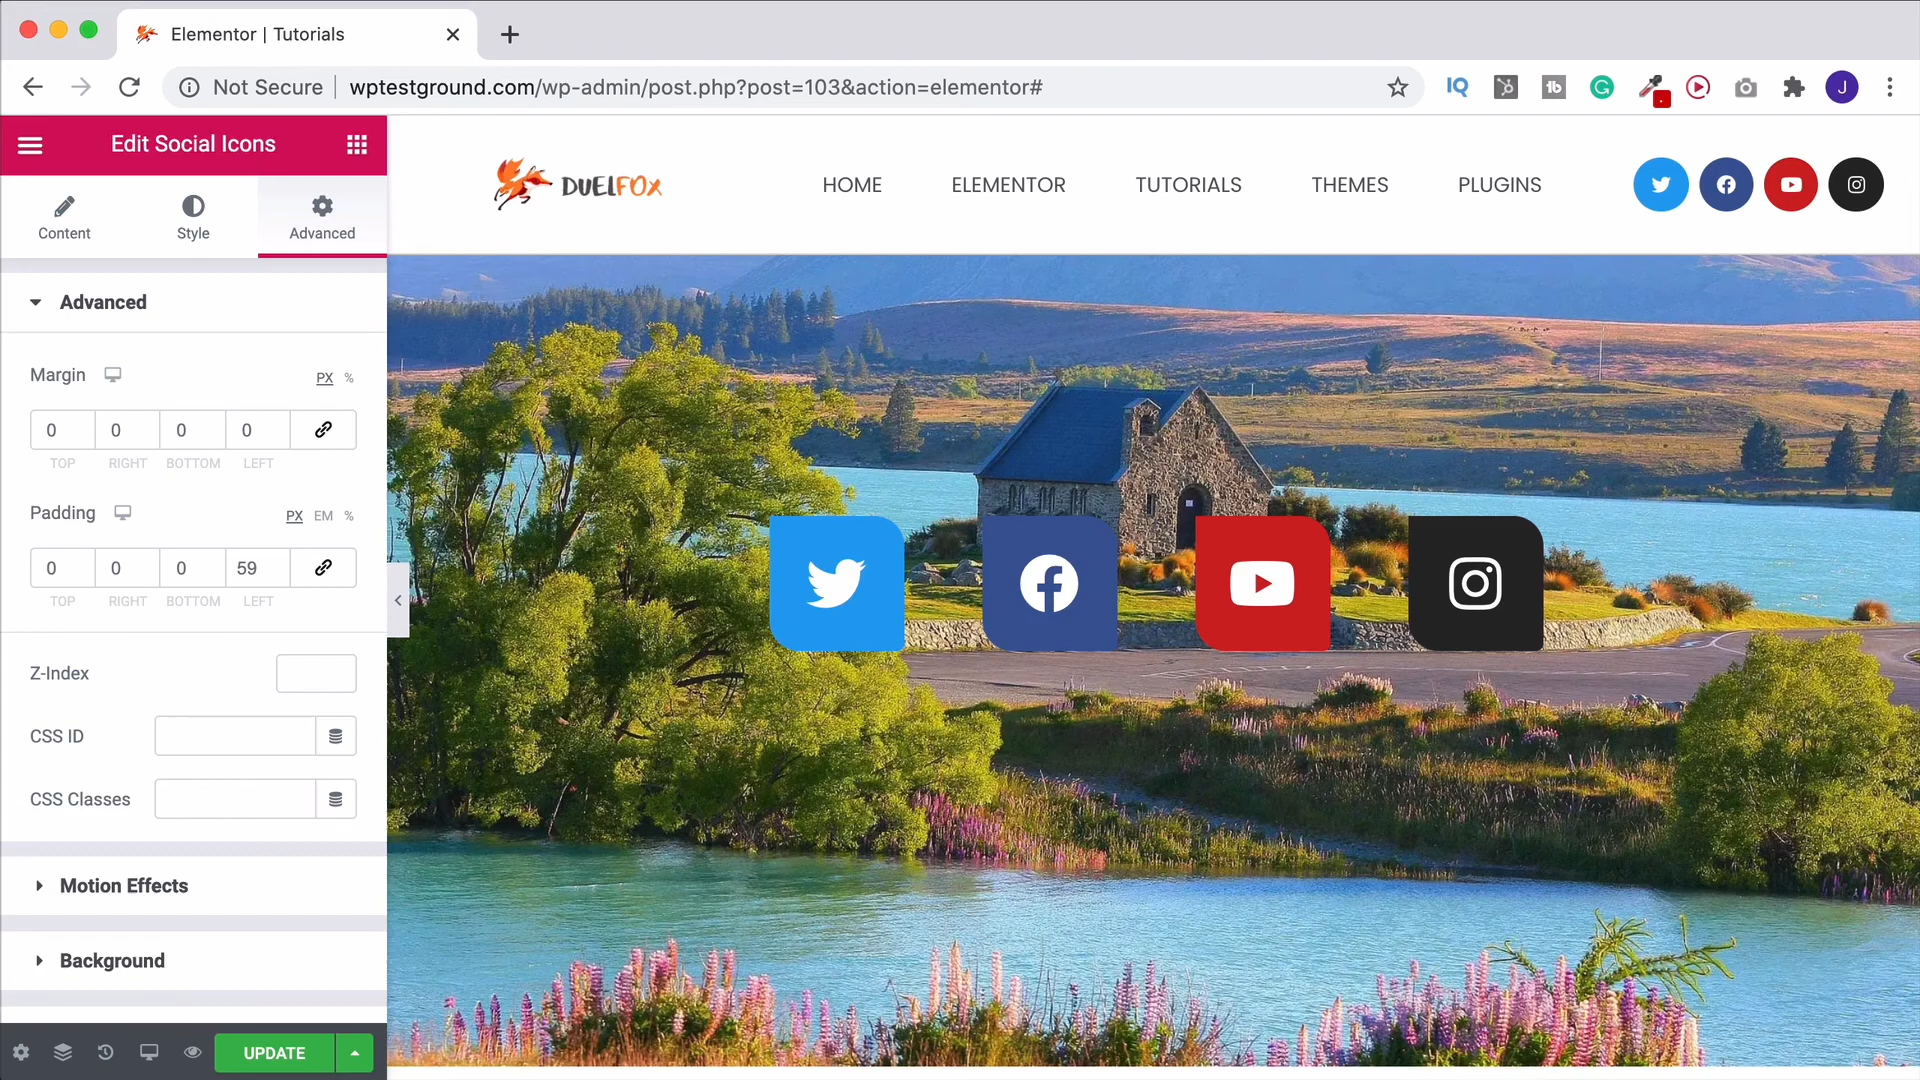 Elementor | Tutorials
Not Secure wptestground.com/wp-admin/post.php?post=103&action=elementor#
IQ tb G J
Edit Social Icons
Content Style Advanced
DUELFOX HOME ELEMENTOR TUTORIALS THEMES PLUGINS
Advanced
Margin PX %
0 0 0 0
TOP RIGHT BOTTOM LEFT
Padding PX EM %
0 0 0 59
TOP RIGHT BOTTOM LEFT
Z-Index
CSS ID
CSS Classes
Motion Effects
Background
UPDATE